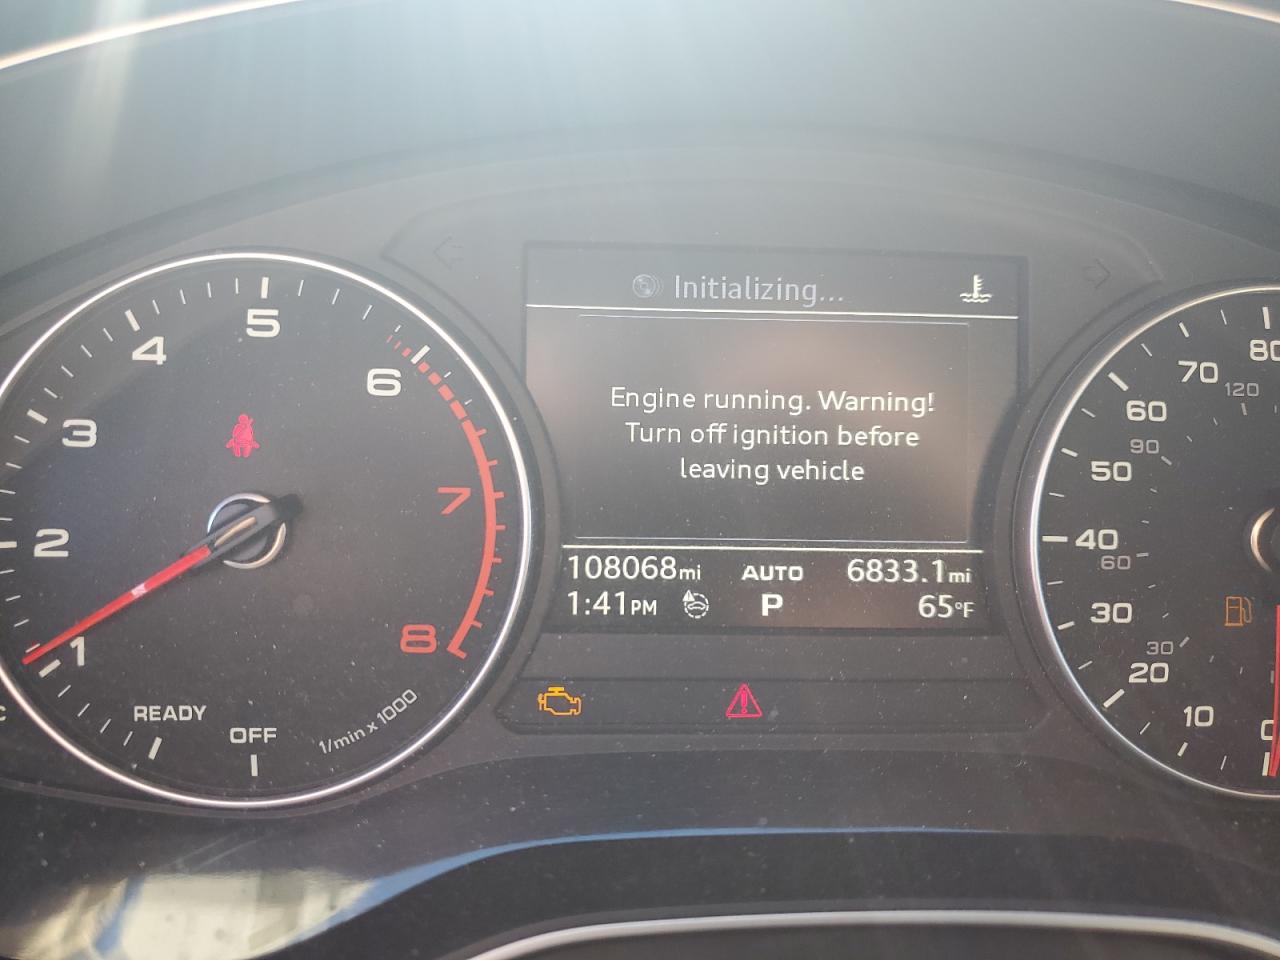 Initializing...
Engine running. Warning!
Turn off ignition before
leaving vehicle
108068mi AUTO 6833.1mi
1:41PM P 65°F
1
2
3
4
5
6
7
8
READY
OFF
1/min x 1000
10
20
30
40
50
60
70
80
30
60
90
120